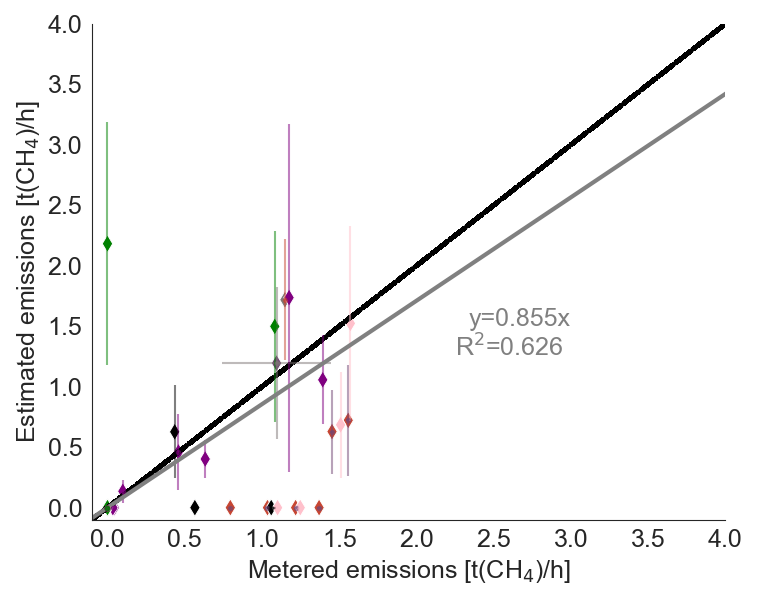 4.0
3.5
3.0
2.5
2.0
1.5
1.0
0.5
0.0
Estimated emissions [t(CH₄)/h]
y=0.855x
R²=0.626
0.0 0.5 1.0 1.5 2.0 2.5 3.0 3.5 4.0
Metered emissions [t(CH₄)/h]